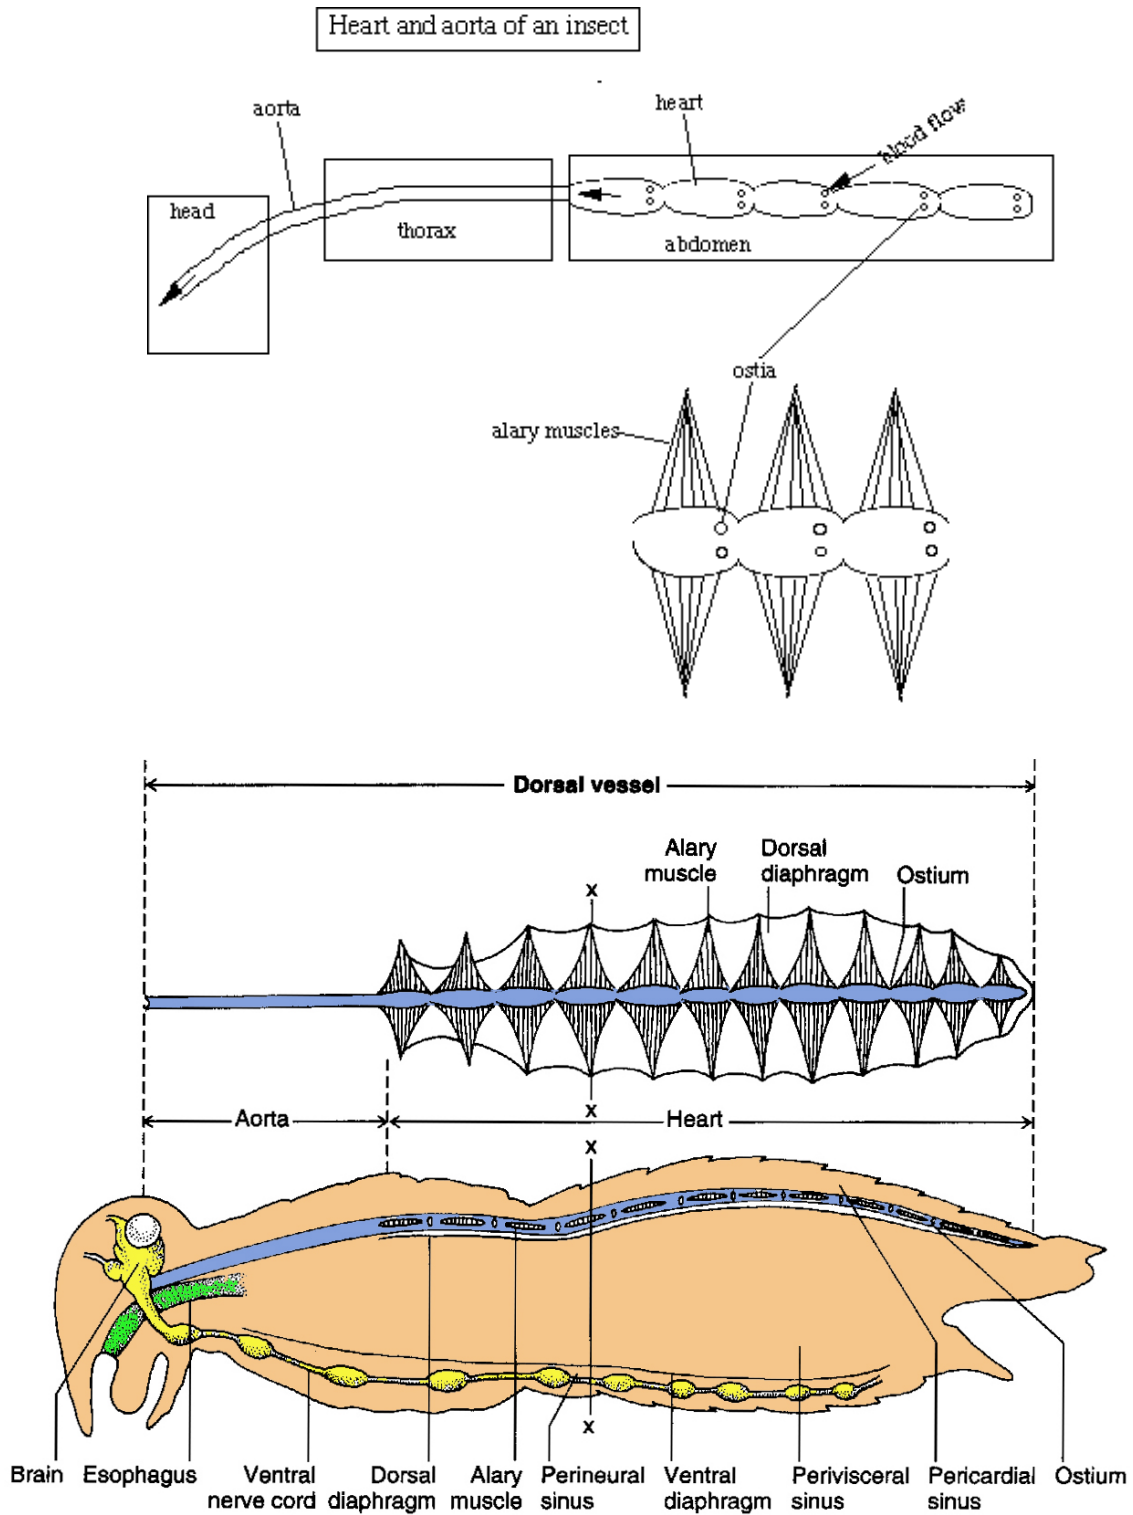 Heart and aorta of an insect
aorta
heart
blood flow
head
thorax
abdomen
ostia
alary muscles
Dorsal vessel
Alary
muscle
Dorsal
diaphragm
Ostium
x
x
Aorta
Heart
x
x
Brain
Esophagus
Ventral
nerve cord
Dorsal
diaphragm
Alary
muscle
Perineural
sinus
Ventral
diaphragm
Perivisceral
sinus
Pericardial
sinus
Ostium